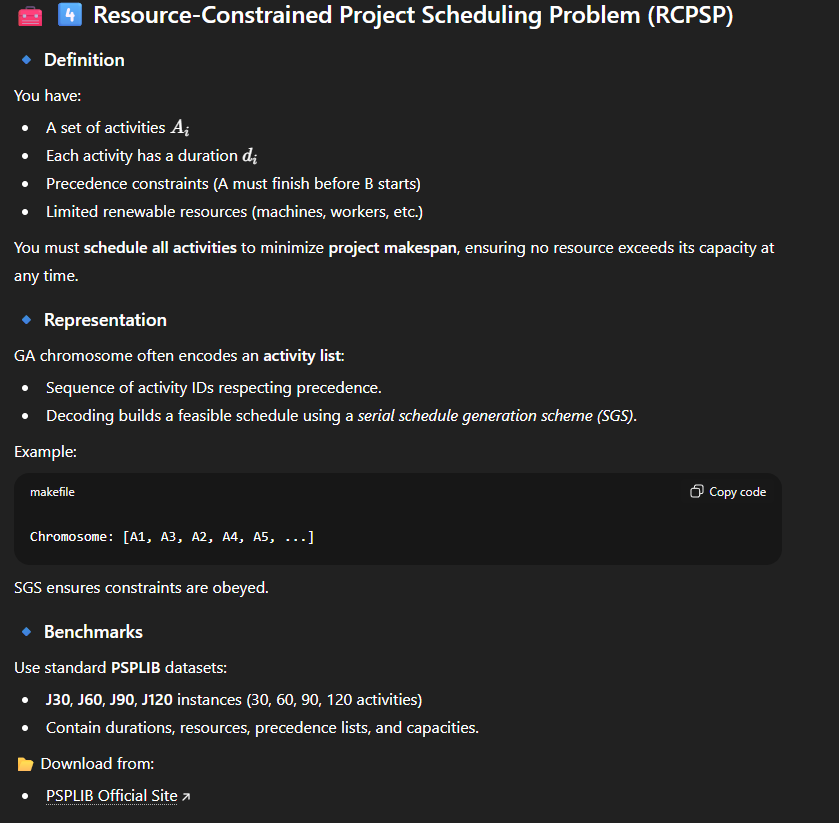 🧰 4️⃣ Resource-Constrained Project Scheduling Problem (RCPSP)
🔹 Definition
You have:
• A set of activities Aᵢ
• Each activity has a duration dᵢ
• Precedence constraints (A must finish before B starts)
• Limited renewable resources (machines, workers, etc.)
You must schedule all activities to minimize project makespan, ensuring no resource exceeds its capacity at
any time.
🔹 Representation
GA chromosome often encodes an activity list:
• Sequence of activity IDs respecting precedence.
• Decoding builds a feasible schedule using a serial schedule generation scheme (SGS).
Example:
makefile Copy code
Chromosome: [A1, A3, A2, A4, A5, ...]
SGS ensures constraints are obeyed.
🔹 Benchmarks
Use standard PSPLIB datasets:
• J30, J60, J90, J120 instances (30, 60, 90, 120 activities)
• Contain durations, resources, precedence lists, and capacities.
📂 Download from:
• PSPLIB Official Site ↗